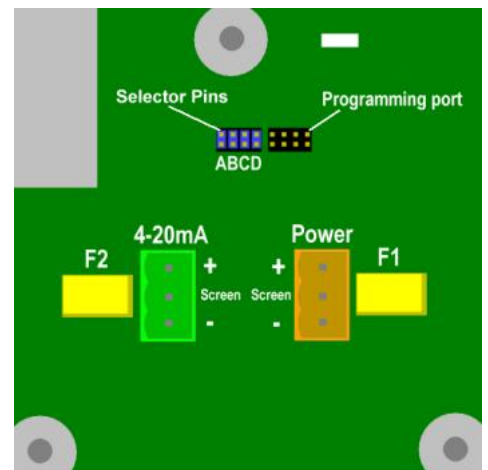 Selector Pins
Programming port
ABCD
4-20mA
Power
F2
F1
+
+
Screen
Screen
-
-